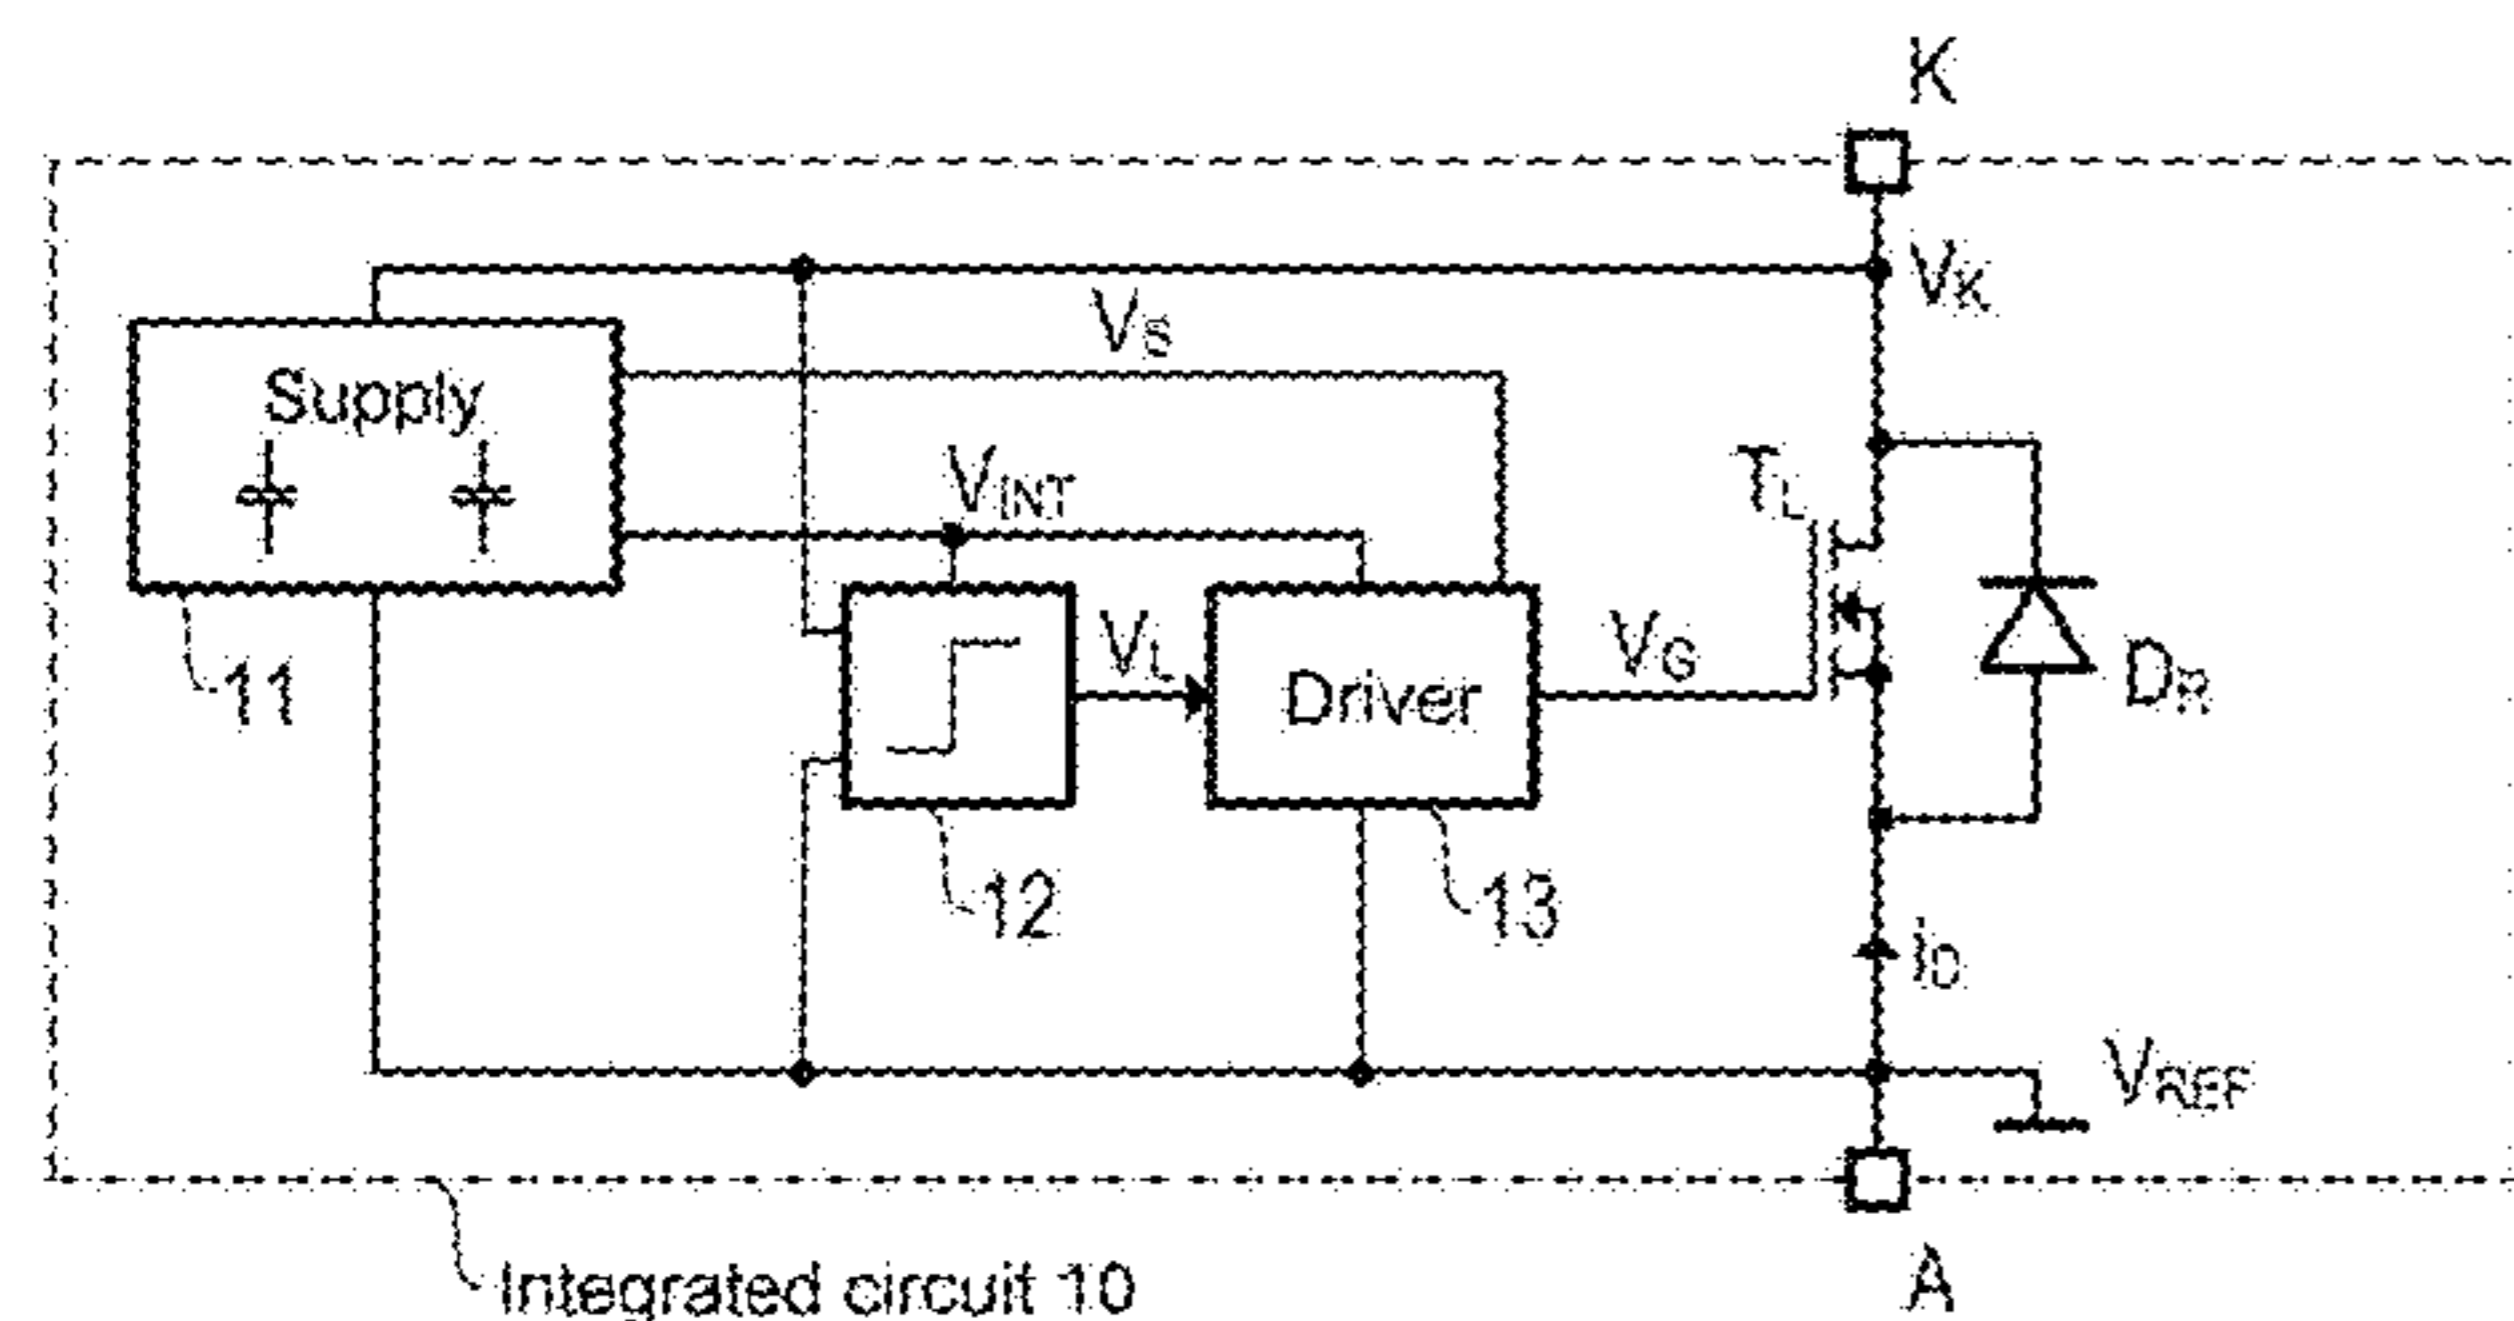 K
VK
VS
Supply
VINT
TL
11
VL
Driver
VG
DR
12
13
iD
VREF
Integrated circuit 10
A